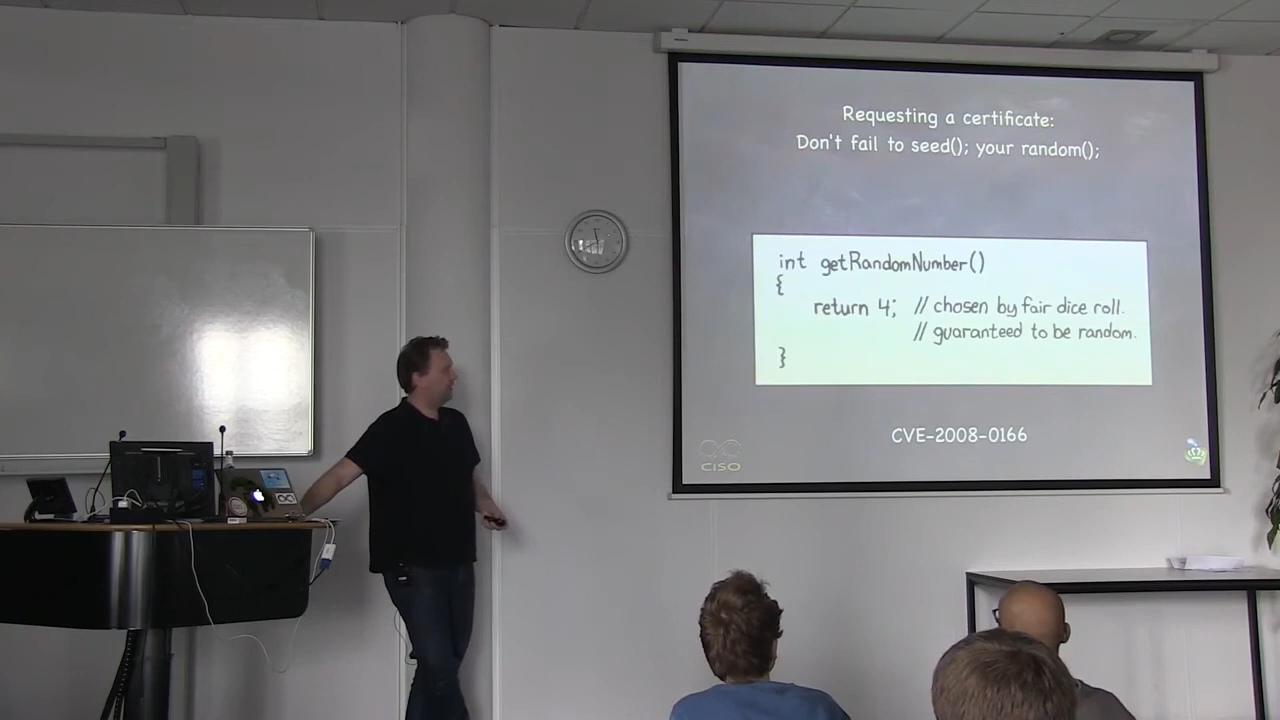 Requesting a certificate:
Don't fail to seed(); your random();
int getRandomNumber()
{
return 4; // chosen by fair dice roll.
// guaranteed to be random.
}
CVE-2008-0166
CISO